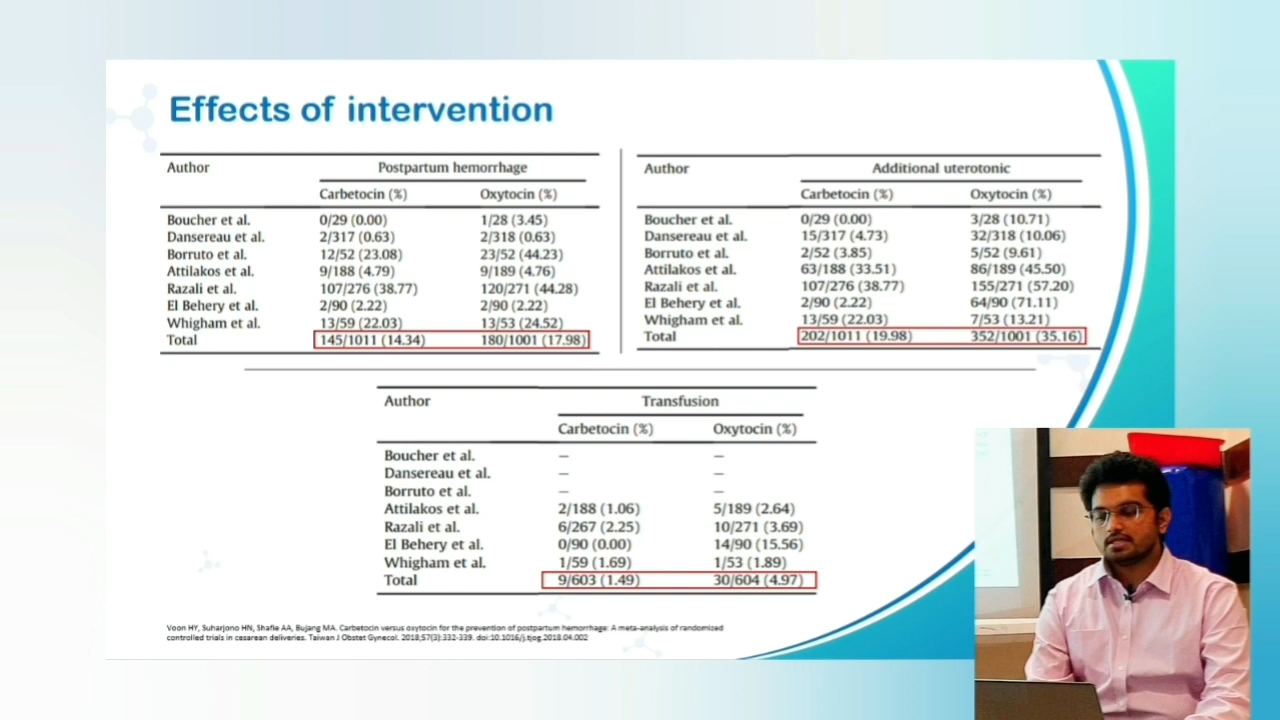 Effects of intervention
Author Postpartum hemorrhage
Carbetocin (%) Oxytocin (%)
Boucher et al. 0/29 (0.00) 1/28 (3.45)
Dansereau et al. 2/317 (0.63) 2/318 (0.63)
Borruto et al. 12/52 (23.08) 23/52 (44.23)
Attilakos et al. 9/188 (4.79) 9/189 (4.76)
Razali et al. 107/276 (38.77) 120/271 (44.28)
El Behery et al. 2/90 (2.22) 2/90 (2.22)
Whigham et al. 13/59 (22.03) 13/53 (24.52)
Total 145/1011 (14.34) 180/1001 (17.98)
Author Additional uterotonic
Carbetocin (%) Oxytocin (%)
Boucher et al. 0/29 (0.00) 3/28 (10.71)
Dansereau et al. 15/317 (4.73) 32/318 (10.06)
Borruto et al. 2/52 (3.85) 5/52 (9.61)
Attilakos et al. 63/188 (33.51) 86/189 (45.50)
Razali et al. 107/276 (38.77) 155/271 (57.20)
El Behery et al. 2/90 (2.22) 64/90 (71.11)
Whigham et al. 13/59 (22.03) 7/53 (13.21)
Total 202/1011 (19.98) 352/1001 (35.16)
Author Transfusion
Carbetocin (%) Oxytocin (%)
Boucher et al. — —
Dansereau et al. — —
Borruto et al. — —
Attilakos et al. 2/188 (1.06) 5/189 (2.64)
Razali et al. 6/267 (2.25) 10/271 (3.69)
El Behery et al. 0/90 (0.00) 14/90 (15.56)
Whigham et al. 1/59 (1.69) 1/53 (1.89)
Total 9/603 (1.49) 30/604 (4.97)
Voon HY, Suharjono HN, Shafie AA, Bujang MA. Carbetocin versus oxytocin for the prevention of postpartum hemorrhage: A meta-analysis of randomized
controlled trials in cesarean deliveries. Taiwan J Obstet Gynecol. 2018;57(3):332-339. doi:10.1016/j.tjog.2018.04.002